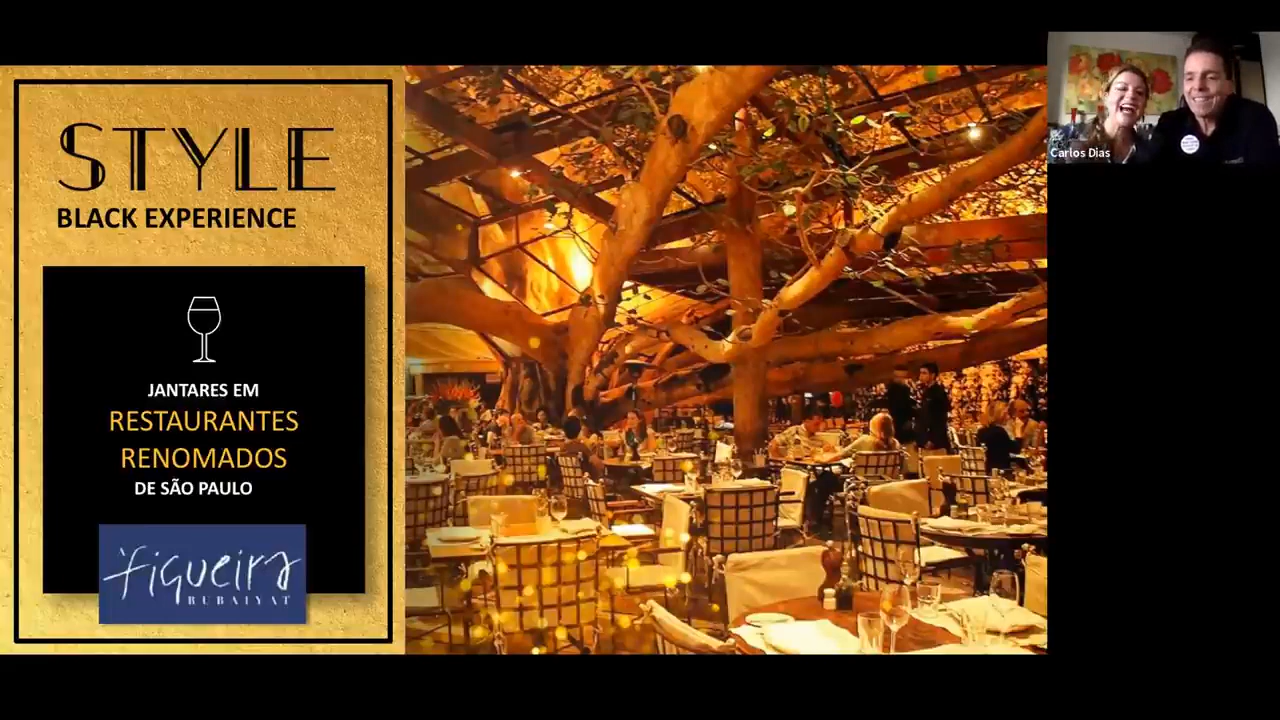 STYLE
BLACK EXPERIENCE
JANTARES EM
RESTAURANTES
RENOMADOS
DE SÃO PAULO
figueira
RUBAIYAT
Carlos Dias